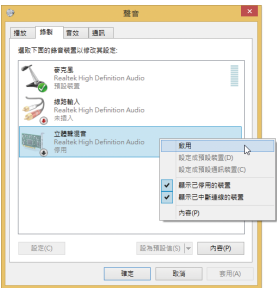 聲音
播放 錄製 音效 通訊
選取下面的錄音裝置以修改其設定:
麥克風
Realtek High Definition Audio
預設裝置
線路輸入
Realtek High Definition Audio
未插入
立體聲混音
Realtek High Definition Audio
停用
啟用
設定成預設裝置(D)
設定成預設通訊裝置(C)
顯示已停用的裝置
顯示已中斷連線的裝置
內容(P)
設定(C) 設為預設值(S) 內容(P)
確定 取消 套用(A)